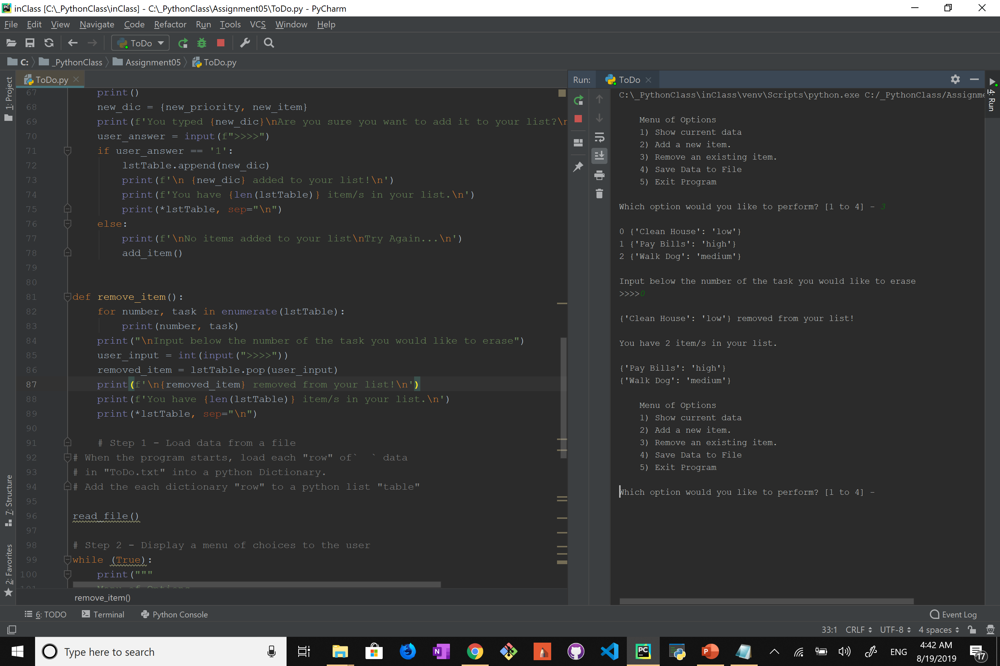 inClass [C:\_PythonClass\inClass] - C:\_PythonClass\Assignment05\ToDo.py - PyCharm
File Edit View Navigate Code Refactor Run Tools VCS Window Help
ToDo
C: _PythonClass Assignment05 ToDo.py
1: Project
7: Structure
2: Favorites
ToDo.py
67 print()
68 new_dic = {new_priority, new_item}
69 print(f'You typed {new_dic}\nAre you sure you want to add it to your list?\n
70 user_answer = input(f">>>>")
71 if user_answer == '1':
72 lstTable.append(new_dic)
73 print(f'\n {new_dic} added to your list!\n')
74 print(f'You have {len(lstTable)} item/s in your list.\n')
75 print(*lstTable, sep="\n")
76 else:
77 print(f'\nNo items added to your list\nTry Again...\n')
78 add_item()
79
80
81 def remove_item():
82 for number, task in enumerate(lstTable):
83 print(number, task)
84 print("\nInput below the number of the task you would like to erase")
85 user_input = int(input(">>>>"))
86 removed_item = lstTable.pop(user_input)
87 print(f'\n{removed_item} removed from your list!\n')
88 print(f'You have {len(lstTable)} item/s in your list.\n')
89 print(*lstTable, sep="\n")
90
91 # Step 1 - Load data from a file
92 # When the program starts, load each "row" of` ` data
93 # in "ToDo.txt" into a python Dictionary.
94 # Add the each dictionary "row" to a python list "table"
95
96 read_file()
97
98 # Step 2 - Display a menu of choices to the user
99 while (True):
100 print("""
101 Menu of Options
remove_item()
Run: ToDo
4: Run
C:\_PythonClass\inClass\venv\Scripts\python.exe C:/_PythonClass/Assignme
Menu of Options
1) Show current data
2) Add a new item.
3) Remove an existing item.
4) Save Data to File
5) Exit Program
Which option would you like to perform? [1 to 4] - 3
0 {'Clean House': 'low'}
1 {'Pay Bills': 'high'}
2 {'Walk Dog': 'medium'}
Input below the number of the task you would like to erase
>>>>0
{'Clean House': 'low'} removed from your list!
You have 2 item/s in your list.
{'Pay Bills': 'high'}
{'Walk Dog': 'medium'}
Menu of Options
1) Show current data
2) Add a new item.
3) Remove an existing item.
4) Save Data to File
5) Exit Program
Which option would you like to perform? [1 to 4] -
6: TODO Terminal Python Console Event Log
33:1 CRLF UTF-8 4 spaces
Type here to search
ENG
4:42 AM
8/19/2019
17